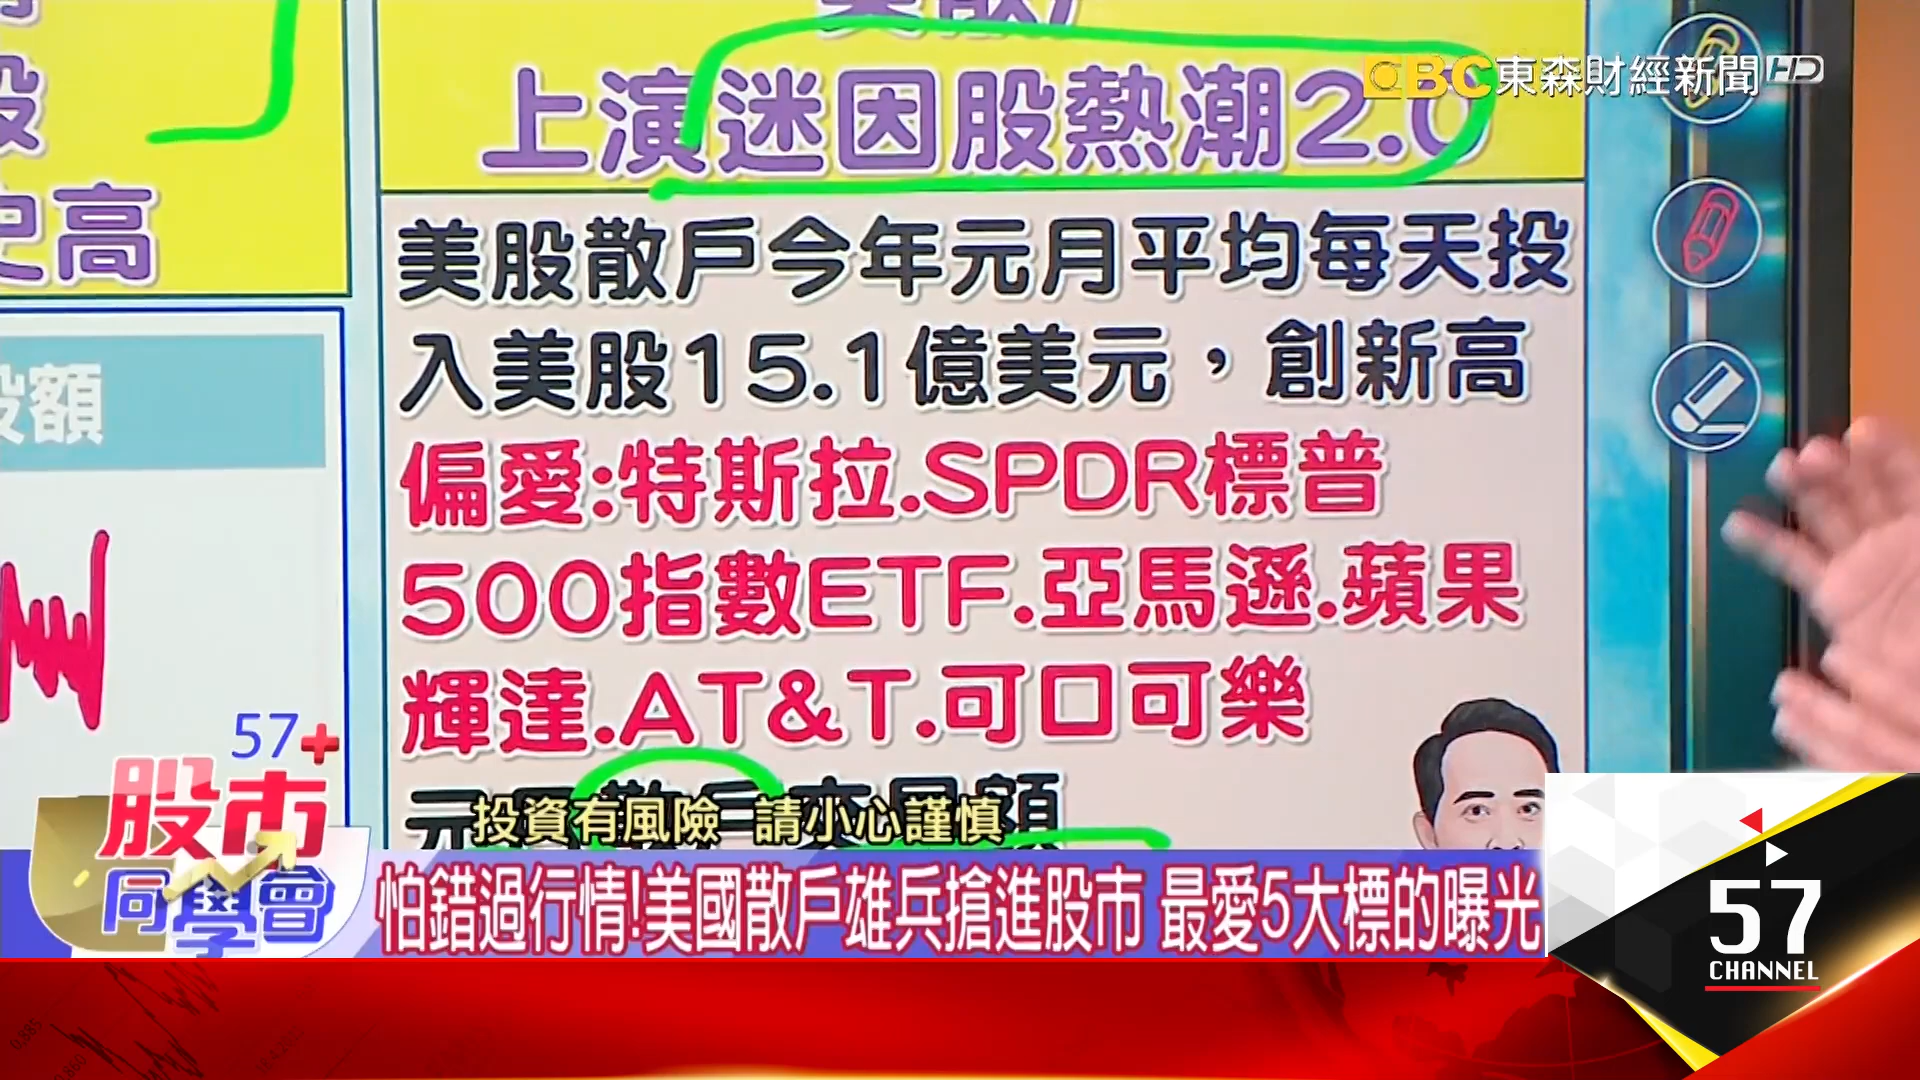 上演迷因股熱潮2.0
EBC東森財經新聞HD
史高
投額
美股散戶今年元月平均每天投
入美股15.1億美元，創新高
偏愛:特斯拉.SPDR標普
500指數ETF.亞馬遜.蘋果
輝達.AT&T.可口可樂
投資有風險 請小心謹慎
57+
股市
同學會
怕錯過行情!美國散戶雄兵搶進股市 最愛5大標的曝光
57
CHANNEL